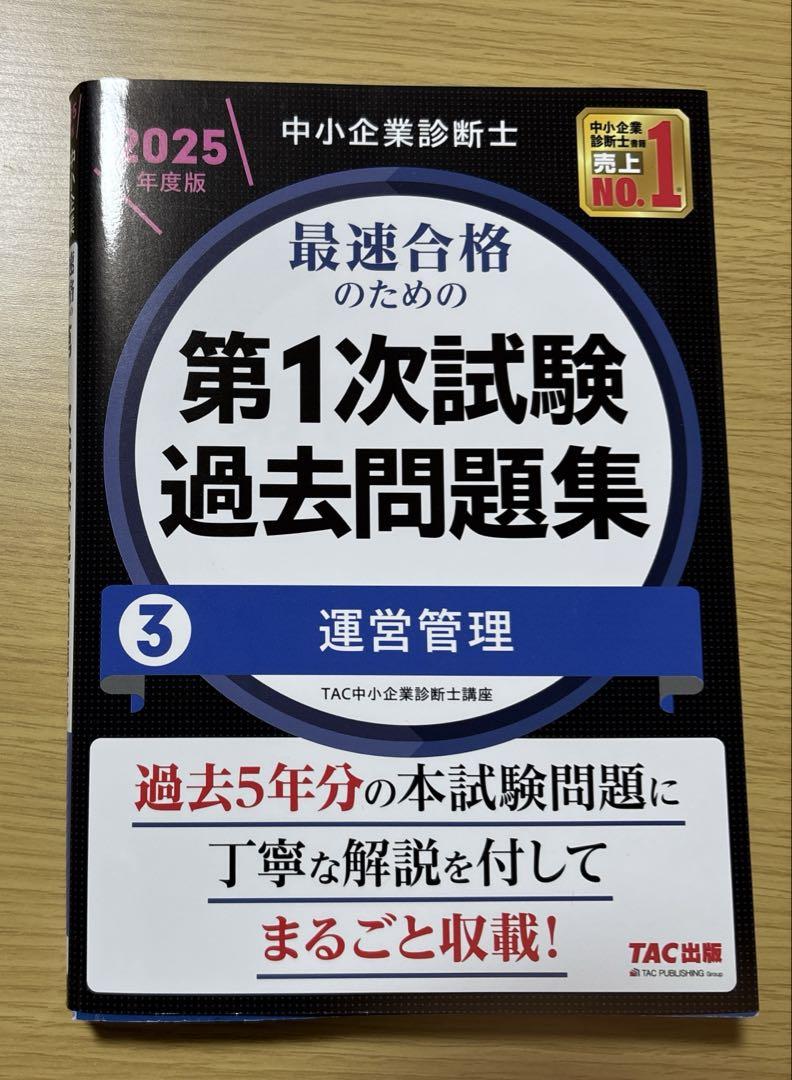 2025
年度版
中小企業診断士
中小企業
診断士書籍
売上
NO.1
最速合格
のための
第1次試験
過去問題集
3 運営管理
TAC中小企業診断士講座
過去5年分の本試験問題に
丁寧な解説を付して
まるごと収載!
TAC出版
TAC PUBLISHING Group